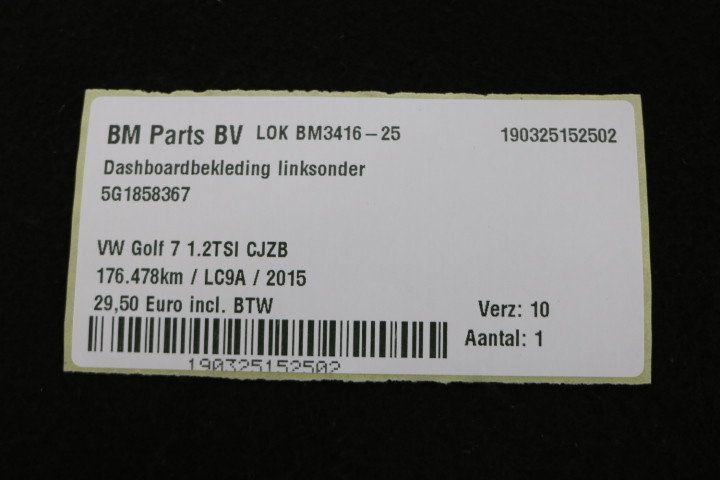 BM Parts BV LOK BM3416-25 190325152502
Dashboardbekleding linksonder
5G1858367
VW Golf 7 1.2TSI CJZB
176.478km / LC9A / 2015
29,50 Euro incl. BTW Verz: 10
Aantal: 1
190325152502